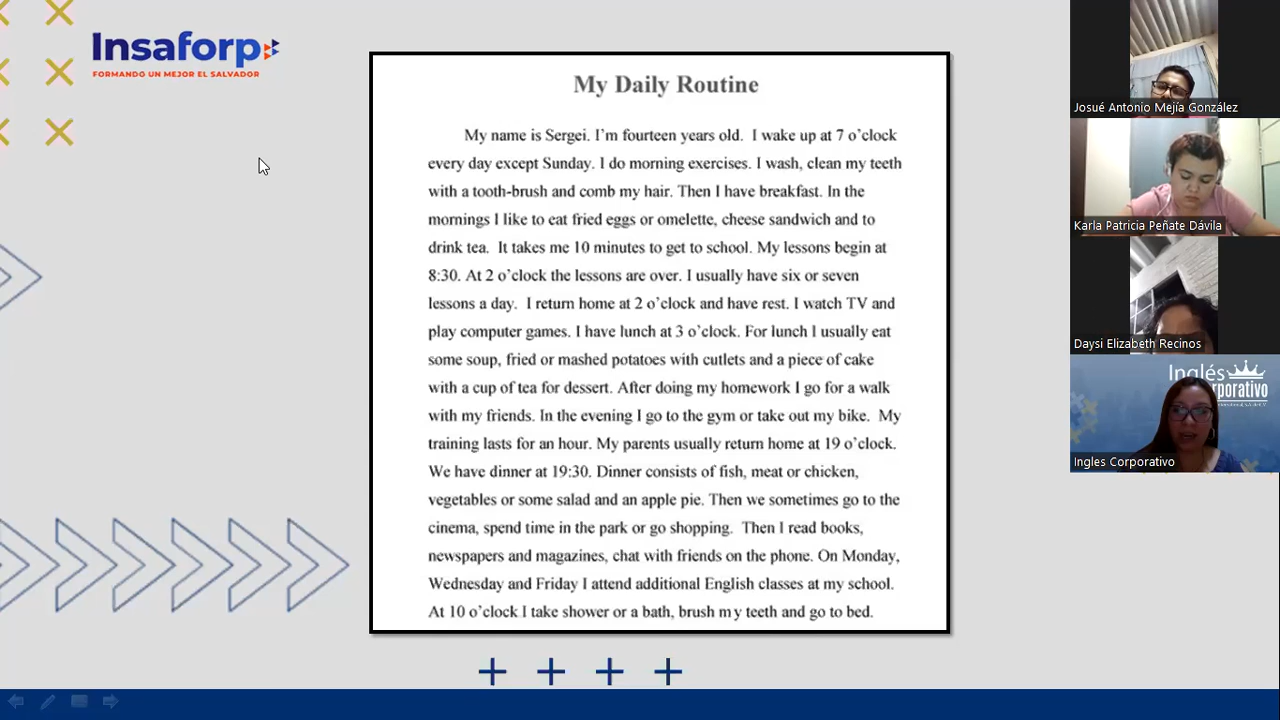 Insaforp
FORMANDO UN MEJOR EL SALVADOR
My Daily Routine
My name is Sergei. I'm fourteen years old. I wake up at 7 o'clock
every day except Sunday. I do morning exercises. I wash, clean my teeth
with a tooth-brush and comb my hair. Then I have breakfast. In the
mornings I like to eat fried eggs or omelette, cheese sandwich and to
drink tea. It takes me 10 minutes to get to school. My lessons begin at
8:30. At 2 o'clock the lessons are over. I usually have six or seven
lessons a day. I return home at 2 o'clock and have rest. I watch TV and
play computer games. I have lunch at 3 o'clock. For lunch I usually eat
some soup, fried or mashed potatoes with cutlets and a piece of cake
with a cup of tea for dessert. After doing my homework I go for a walk
with my friends. In the evening I go to the gym or take out my bike. My
training lasts for an hour. My parents usually return home at 19 o'clock.
We have dinner at 19:30. Dinner consists of fish, meat or chicken,
vegetables or some salad and an apple pie. Then we sometimes go to the
cinema, spend time in the park or go shopping. Then I read books,
newspapers and magazines, chat with friends on the phone. On Monday,
Wednesday and Friday I attend additional English classes at my school.
At 10 o'clock I take shower or a bath, brush my teeth and go to bed.
Josué Antonio Mejía González
Karla Patricia Peñate Dávila
Daysi Elizabeth Recinos
Inglés
Ingles Corporativo